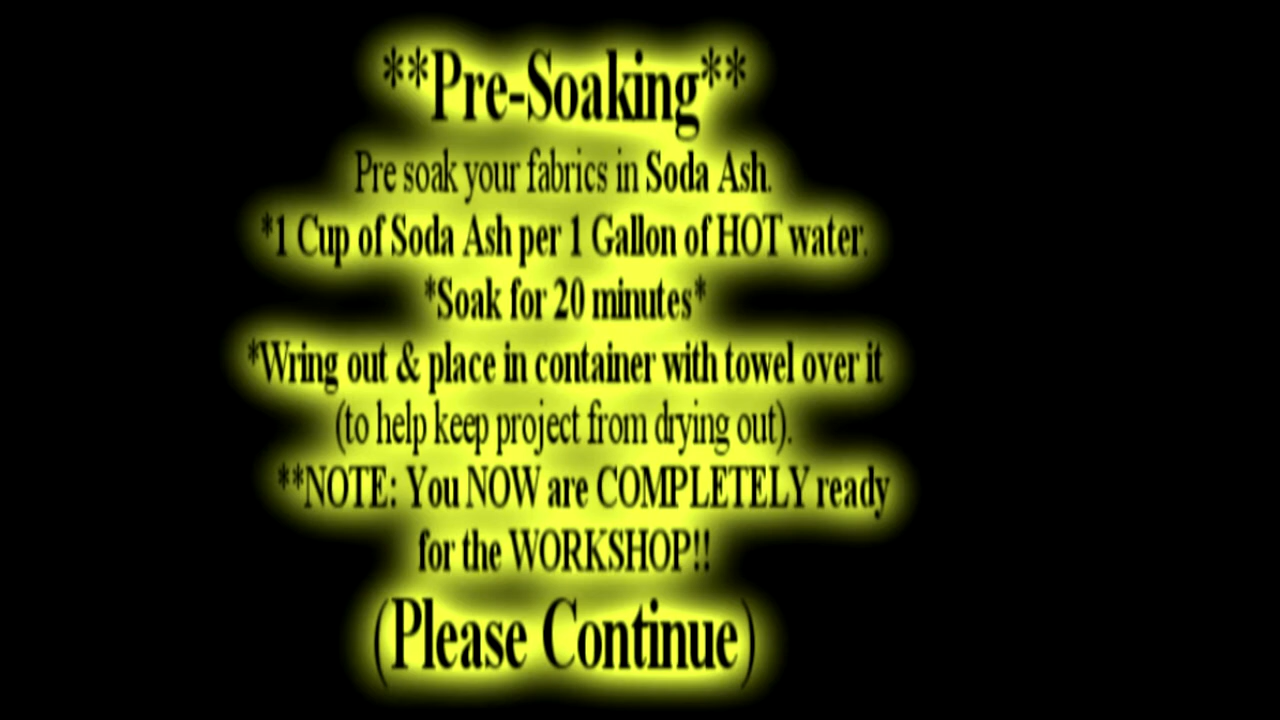 **Pre-Soaking**
Pre soak your fabrics in Soda Ash.
*1 Cup of Soda Ash per 1 Gallon of HOT water.
*Soak for 20 minutes*
*Wring out & place in container with towel over it
(to help keep project from drying out).
**NOTE: You NOW are COMPLETELY ready
for the WORKSHOP!!
(Please Continue)